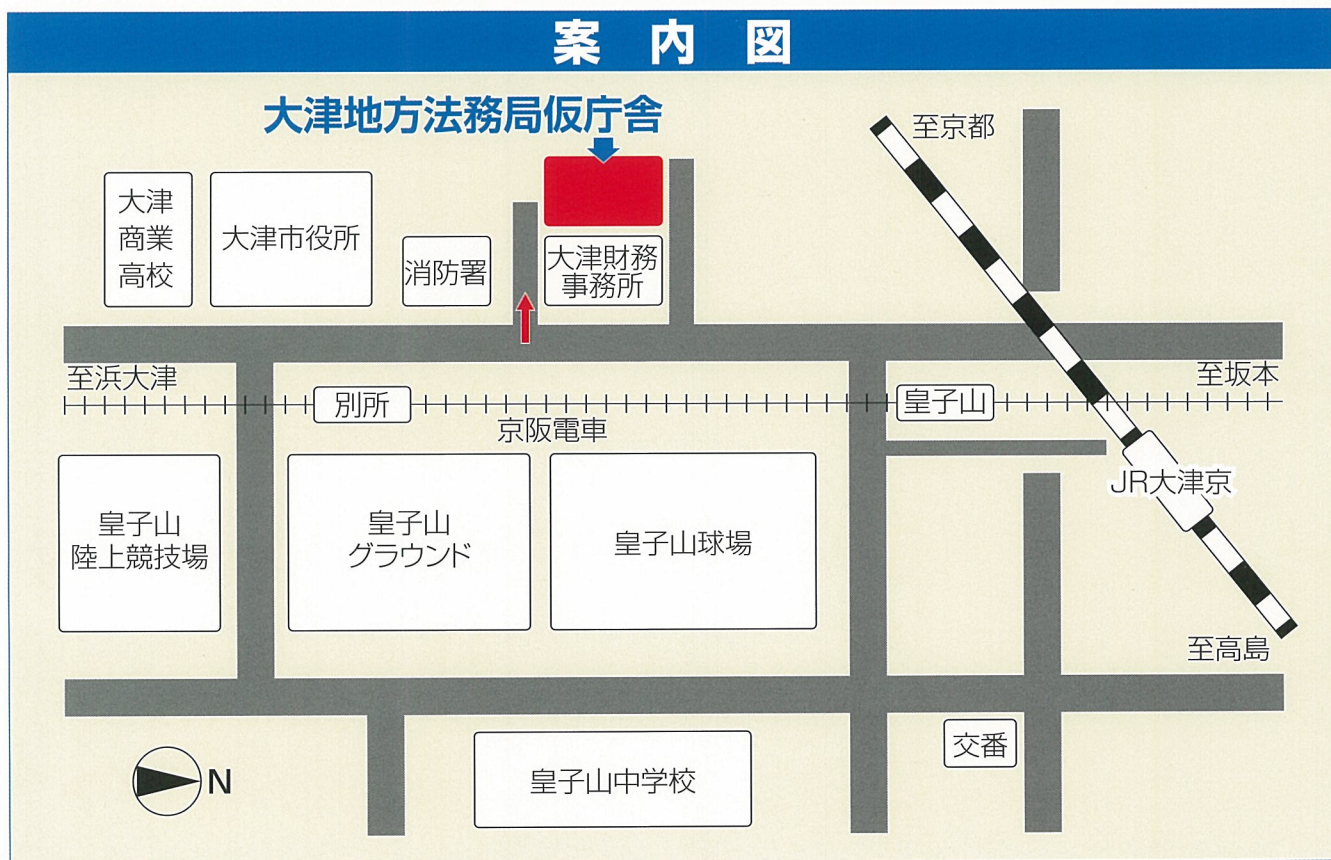 案内図
大津地方法務局仮庁舎
至京都
大津
商業
高校
大津市役所
消防署
大津財務
事務所
至浜大津
至坂本
別所
皇子山
京阪電車
JR大津京
皇子山
陸上競技場
皇子山
グラウンド
皇子山球場
至高島
交番
皇子山中学校
N